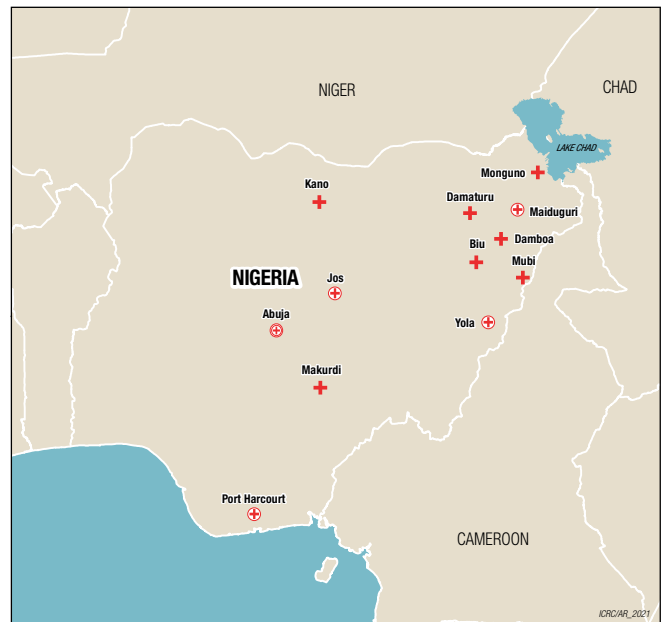 NIGER
CHAD
LAKE CHAD
Monguno
Kano
Damaturu
Maiduguri
Damboa
Biu
Mubi
NIGERIA
Jos
Abuja
Yola
Makurdi
Port Harcourt
CAMEROON
ICRC/AR_2021